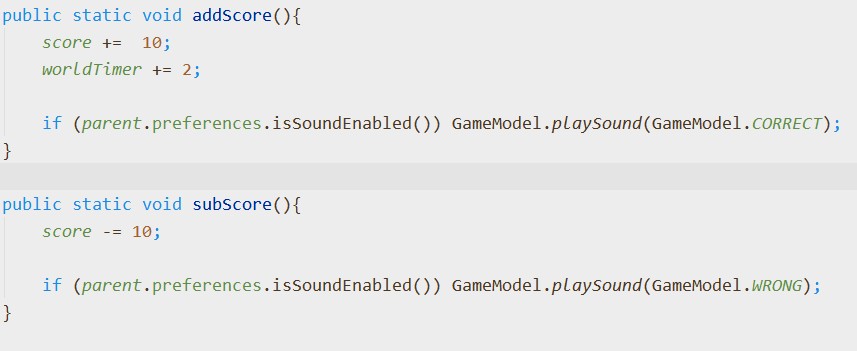 public static void addScore(){
    score +=  10;
    worldTimer += 2;
    if (parent.preferences.isSoundEnabled()) GameModel.playSound(GameModel.CORRECT);
}
public static void subScore(){
    score -= 10;
    if (parent.preferences.isSoundEnabled()) GameModel.playSound(GameModel.WRONG);
}